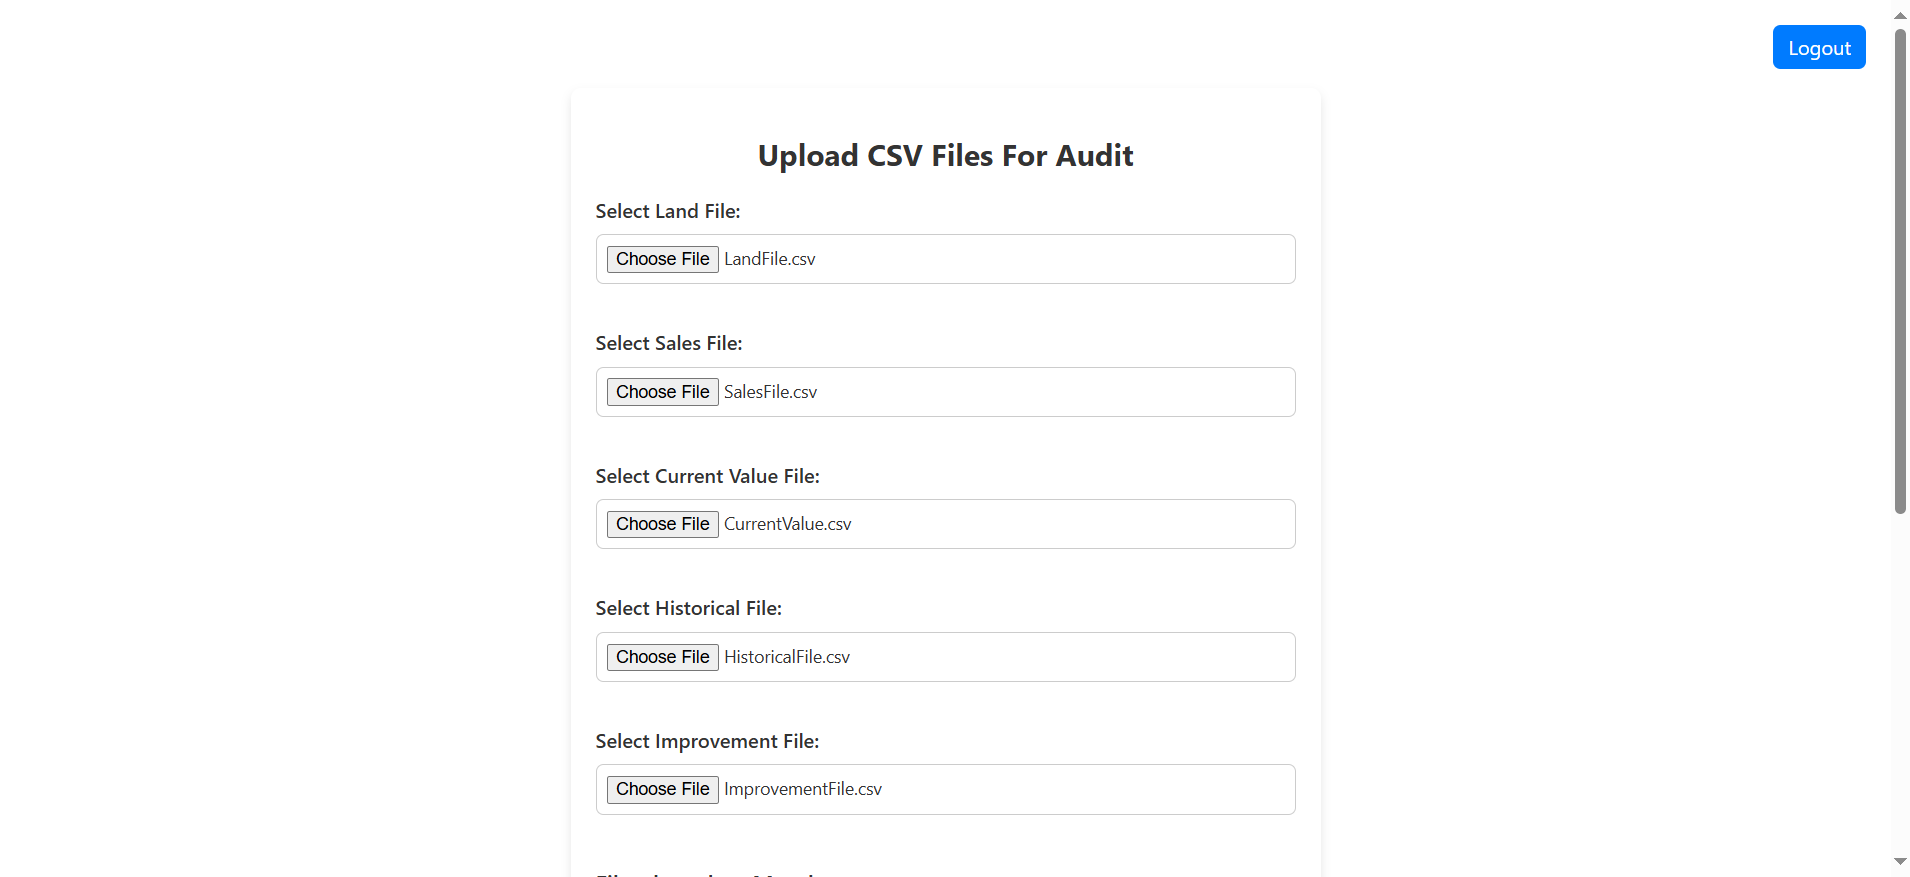 Logout
Upload CSV Files For Audit
Select Land File:
Choose File LandFile.csv
Select Sales File:
Choose File SalesFile.csv
Select Current Value File:
Choose File CurrentValue.csv
Select Historical File:
Choose File HistoricalFile.csv
Select Improvement File:
Choose File ImprovementFile.csv